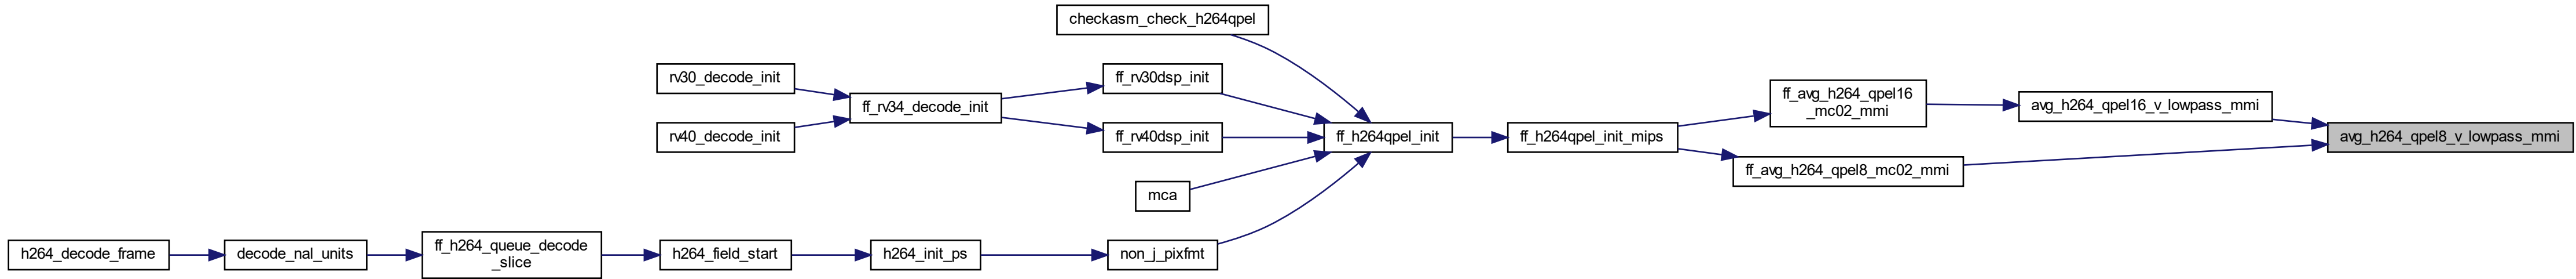 checkasm_check_h264qpel
rv30_decode_init
ff_rv30dsp_init
ff_rv34_decode_init
rv40_decode_init
ff_rv40dsp_init
ff_h264qpel_init
ff_h264qpel_init_mips
ff_avg_h264_qpel16
_mc02_mmi
avg_h264_qpel16_v_lowpass_mmi
avg_h264_qpel8_v_lowpass_mmi
ff_avg_h264_qpel8_mc02_mmi
mca
h264_decode_frame
decode_nal_units
ff_h264_queue_decode
_slice
h264_field_start
h264_init_ps
non_j_pixfmt